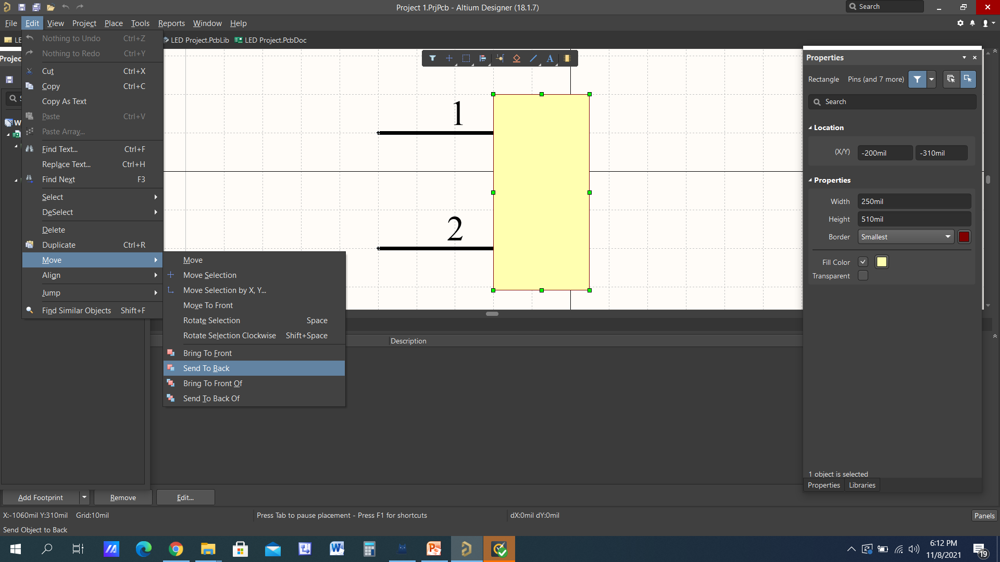 Project 1.PrjPcb - Altium Designer (18.1.7)
Search
File Edit View Project Place Tools Reports Window Help
LE
LED Project.PcbLib
LED Project.PcbDoc
Projec
S
W
Nothing to Undo Ctrl+Z
Nothing to Redo Ctrl+Y
Cut Ctrl+X
Copy Ctrl+C
Copy As Text
Paste Ctrl+V
Paste Array...
Find Text... Ctrl+F
Replace Text... Ctrl+H
Find Next F3
Select
DeSelect
Delete
Duplicate Ctrl+R
Move
Align
Jump
Find Similar Objects Shift+F
Move
Move Selection
Move Selection by X, Y...
Move To Front
Rotate Selection Space
Rotate Selection Clockwise Shift+Space
Bring To Front
Send To Back
Bring To Front Of
Send To Back Of
A
1
2
Description
Properties
Rectangle Pins (and 7 more)
Search
Location
(X/Y) -200mil -310mil
Properties
Width 250mil
Height 510mil
Border Smallest
Fill Color
Transparent
1 object is selected
Properties Libraries
Add Footprint Remove Edit...
X:-1060mil Y:310mil Grid:10mil
Press Tab to pause placement - Press F1 for shortcuts
dX:0mil dY:0mil
Panels
Send Object to Back
6:12 PM
11/8/2021
19